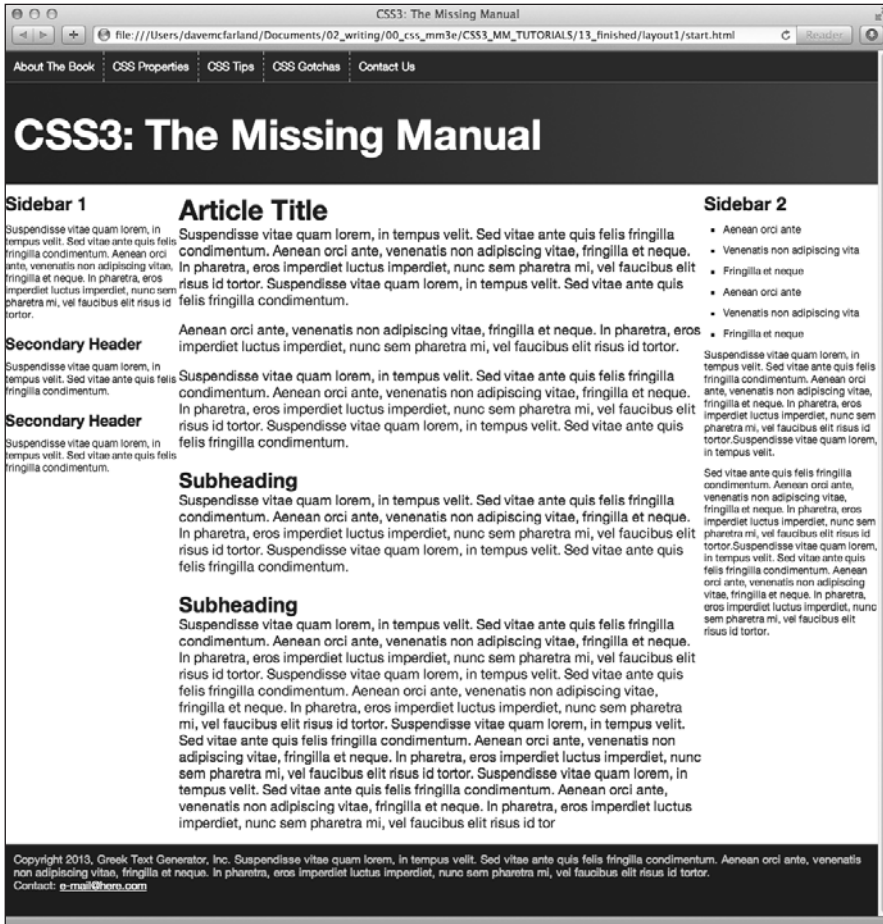 CSS3: The Missing Manual
file:///Users/davemcfarland/Documents/02_writing/00_css_mm3e/CSS3_MM_TUTORIALS/13_finished/layout1/start.html
Reader
About The Book
CSS Properties
CSS Tips
CSS Gotchas
Contact Us
CSS3: The Missing Manual
Sidebar 1
Suspendisse vitae quam lorem, in
tempus velit. Sed vitae ante quis felis
fringilla condimentum. Aenean orci
ante, venenatis non adipiscing vitae,
fringilla et neque. In pharetra, eros
imperdiet luctus imperdiet, nunc sem
pharetra mi, vel faucibus elit risus id
tortor.
Secondary Header
Suspendisse vitae quam lorem, in
tempus velit. Sed vitae ante quis felis
fringilla condimentum.
Secondary Header
Suspendisse vitae quam lorem, in
tempus velit. Sed vitae ante quis felis
fringilla condimentum.
Article Title
Suspendisse vitae quam lorem, in tempus velit. Sed vitae ante quis felis fringilla
condimentum. Aenean orci ante, venenatis non adipiscing vitae, fringilla et neque.
In pharetra, eros imperdiet luctus imperdiet, nunc sem pharetra mi, vel faucibus elit
risus id tortor. Suspendisse vitae quam lorem, in tempus velit. Sed vitae ante quis
felis fringilla condimentum.
Aenean orci ante, venenatis non adipiscing vitae, fringilla et neque. In pharetra, eros
imperdiet luctus imperdiet, nunc sem pharetra mi, vel faucibus elit risus id tortor.
Suspendisse vitae quam lorem, in tempus velit. Sed vitae ante quis felis fringilla
condimentum. Aenean orci ante, venenatis non adipiscing vitae, fringilla et neque.
In pharetra, eros imperdiet luctus imperdiet, nunc sem pharetra mi, vel faucibus elit
risus id tortor. Suspendisse vitae quam lorem, in tempus velit. Sed vitae ante quis
felis fringilla condimentum.
Subheading
Suspendisse vitae quam lorem, in tempus velit. Sed vitae ante quis felis fringilla
condimentum. Aenean orci ante, venenatis non adipiscing vitae, fringilla et neque.
In pharetra, eros imperdiet luctus imperdiet, nunc sem pharetra mi, vel faucibus elit
risus id tortor. Suspendisse vitae quam lorem, in tempus velit. Sed vitae ante quis
felis fringilla condimentum.
Subheading
Suspendisse vitae quam lorem, in tempus velit. Sed vitae ante quis felis fringilla
condimentum. Aenean orci ante, venenatis non adipiscing vitae, fringilla et neque.
In pharetra, eros imperdiet luctus imperdiet, nunc sem pharetra mi, vel faucibus elit
risus id tortor. Suspendisse vitae quam lorem, in tempus velit. Sed vitae ante quis
felis fringilla condimentum. Aenean orci ante, venenatis non adipiscing vitae,
fringilla et neque. In pharetra, eros imperdiet luctus imperdiet, nunc sem pharetra
mi, vel faucibus elit risus id tortor. Suspendisse vitae quam lorem, in tempus velit.
Sed vitae ante quis felis fringilla condimentum. Aenean orci ante, venenatis non
adipiscing vitae, fringilla et neque. In pharetra, eros imperdiet luctus imperdiet, nunc
sem pharetra mi, vel faucibus elit risus id tortor. Suspendisse vitae quam lorem, in
tempus velit. Sed vitae ante quis felis fringilla condimentum. Aenean orci ante,
venenatis non adipiscing vitae, fringilla et neque. In pharetra, eros imperdiet luctus
imperdiet, nunc sem pharetra mi, vel faucibus elit risus id tor
Sidebar 2
Aenean orci ante
Venenatis non adipiscing vita
Fringilla et neque
Aenean orci ante
Venenatis non adipiscing vita
Fringilla et neque
Suspendisse vitae quam lorem, in
tempus velit. Sed vitae ante quis felis
fringilla condimentum. Aenean orci
ante, venenatis non adipiscing vitae,
fringilla et neque. In pharetra, eros
imperdiet luctus imperdiet, nunc sem
pharetra mi, vel faucibus elit risus id
tortor.Suspendisse vitae quam lorem,
in tempus velit.
Sed vitae ante quis felis fringilla
condimentum. Aenean orci ante,
venenatis non adipiscing vitae,
fringilla et neque. In pharetra, eros
imperdiet luctus imperdiet, nunc sem
pharetra mi, vel faucibus elit risus id
tortor.Suspendisse vitae quam lorem,
in tempus velit. Sed vitae ante quis
felis fringilla condimentum. Aenean
orci ante, venenatis non adipiscing
vitae, fringilla et neque. In pharetra,
eros imperdiet luctus imperdiet, nunc
sem pharetra mi, vel faucibus elit
risus id tortor.
Copyright 2013, Greek Text Generator, Inc. Suspendisse vitae quam lorem, in tempus velit. Sed vitae ante quis felis fringilla condimentum. Aenean orci ante, venenatis
non adipiscing vitae, fringilla et neque. In pharetra, eros imperdiet luctus imperdiet, nunc sem pharetra mi, vel faucibus elit risus id tortor.
Contact: e-mail@here.com